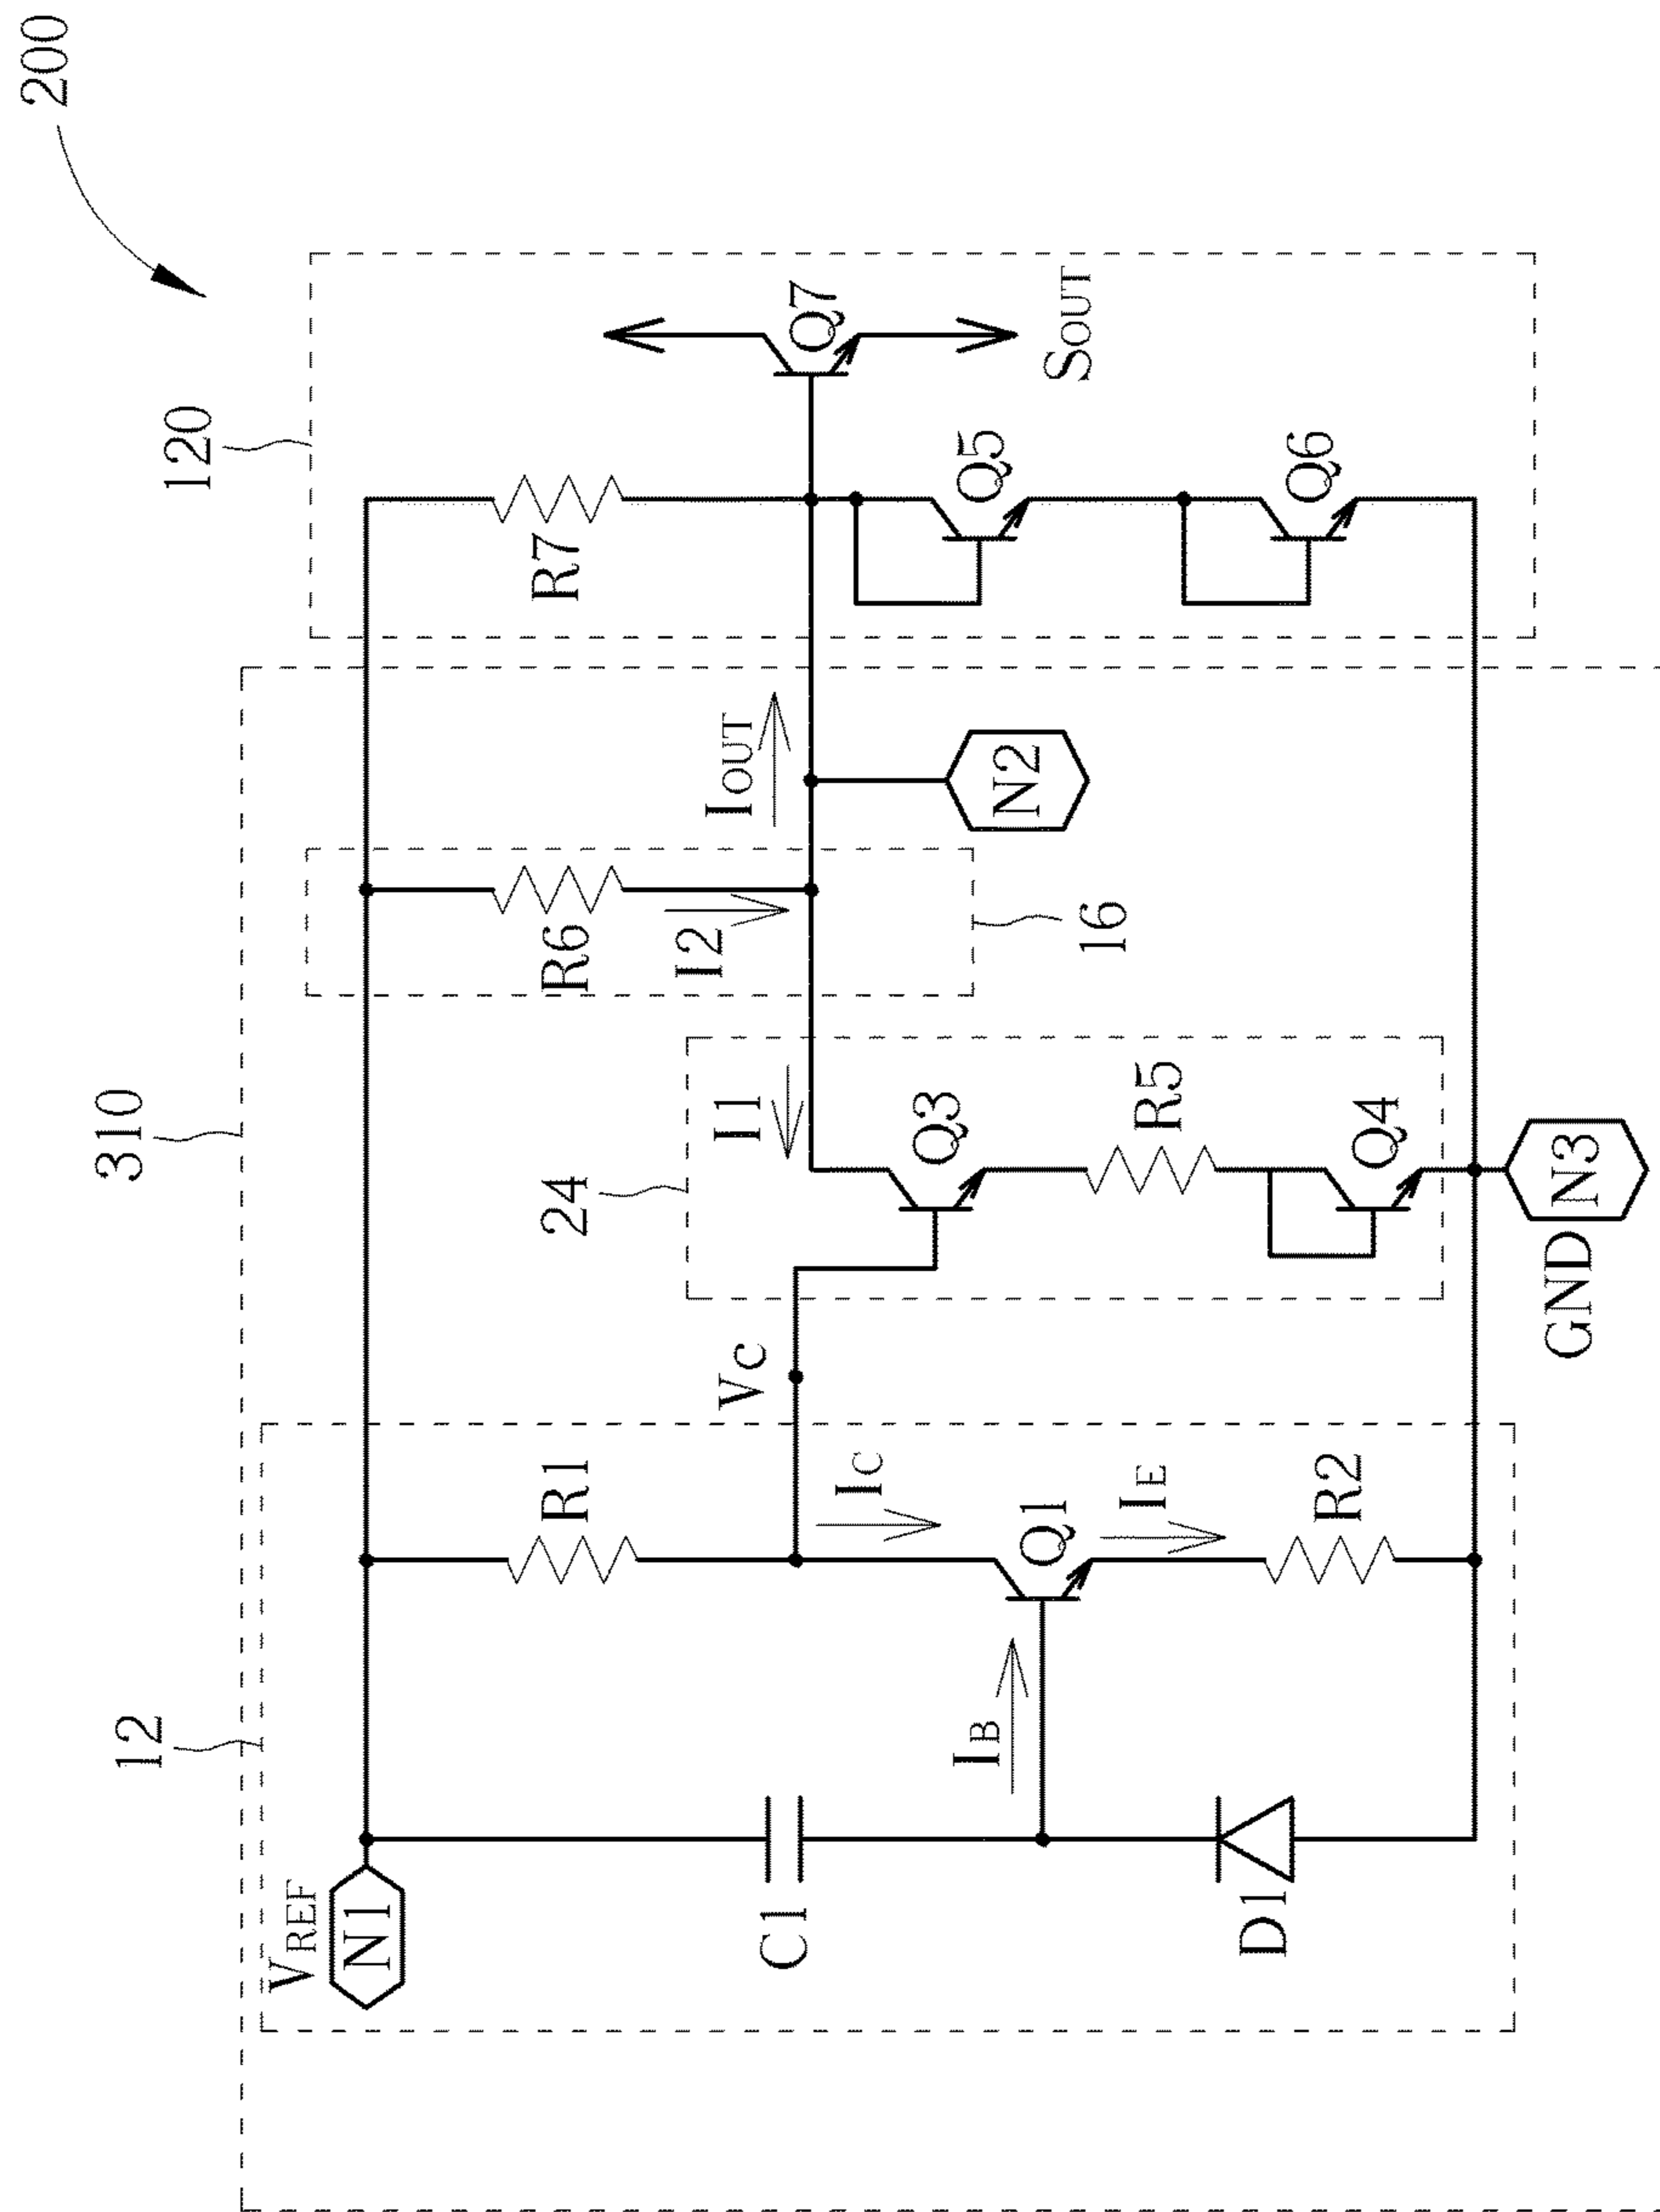 200
310
120
12
VREF
N1
C1
D1
IB
R1
IC
Q1
IE
R2
Vc
24
I1
Q3
R5
Q4
GND
N3
R6
I2
16
IOUT
N2
R7
Q5
Q6
Q7
SOUT